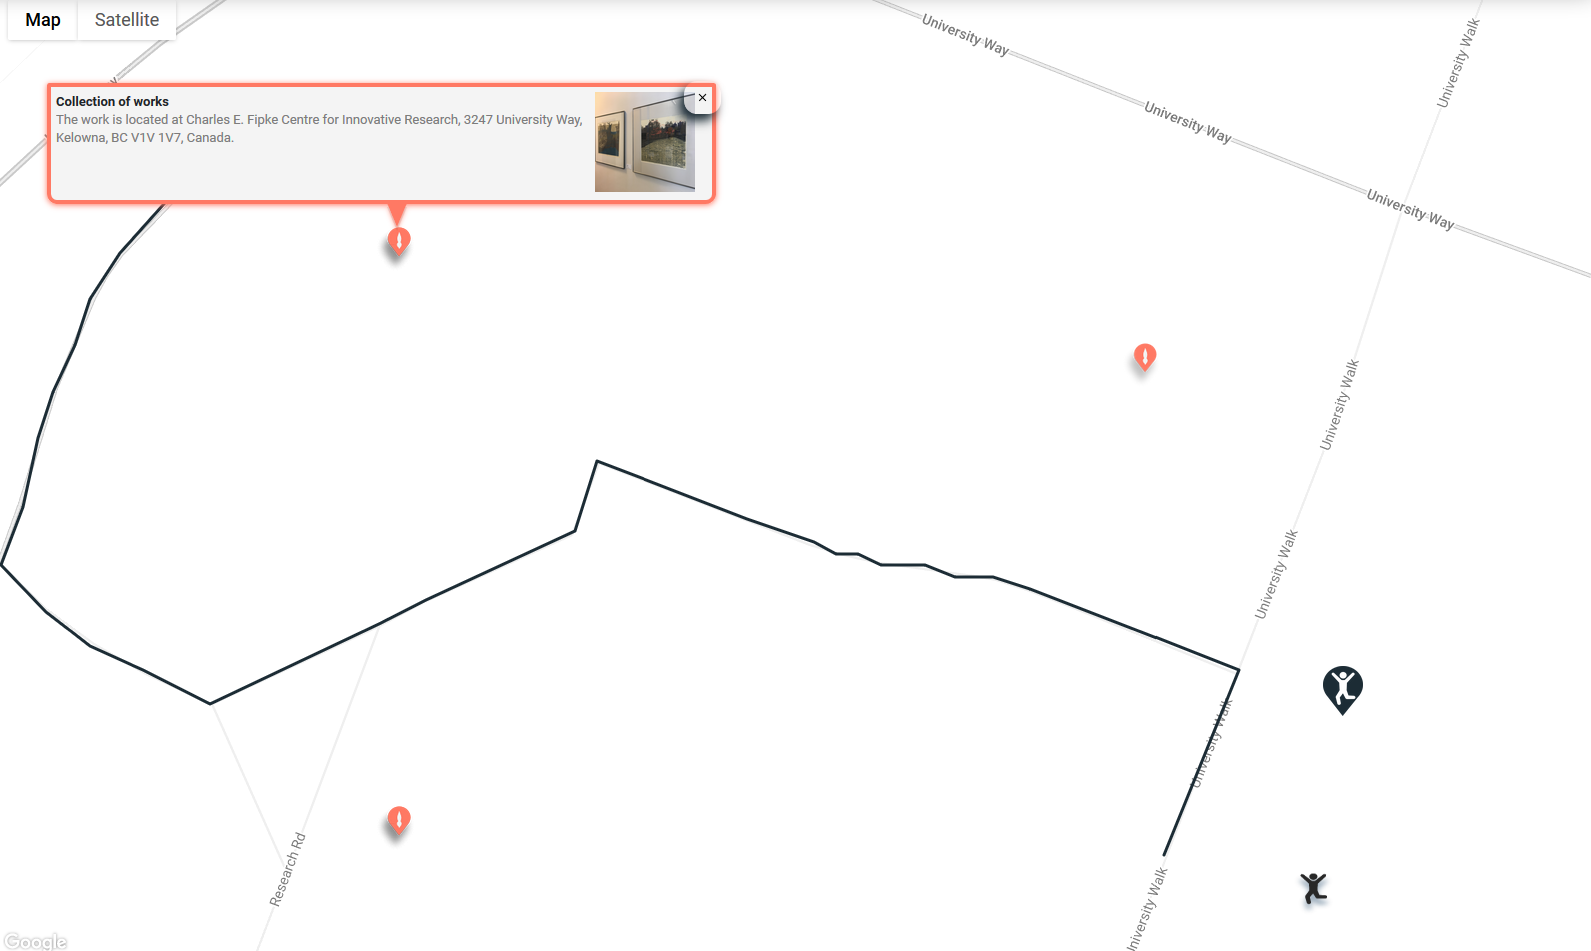 Map
Satellite
University Way
University Walk
University Way
University Way
Collection of works
The work is located at Charles E. Fipke Centre for Innovative Research, 3247 University Way,
Kelowna, BC V1V 1V7, Canada.
University Walk
University Walk
University Walk
Research Rd
University Walk
Google